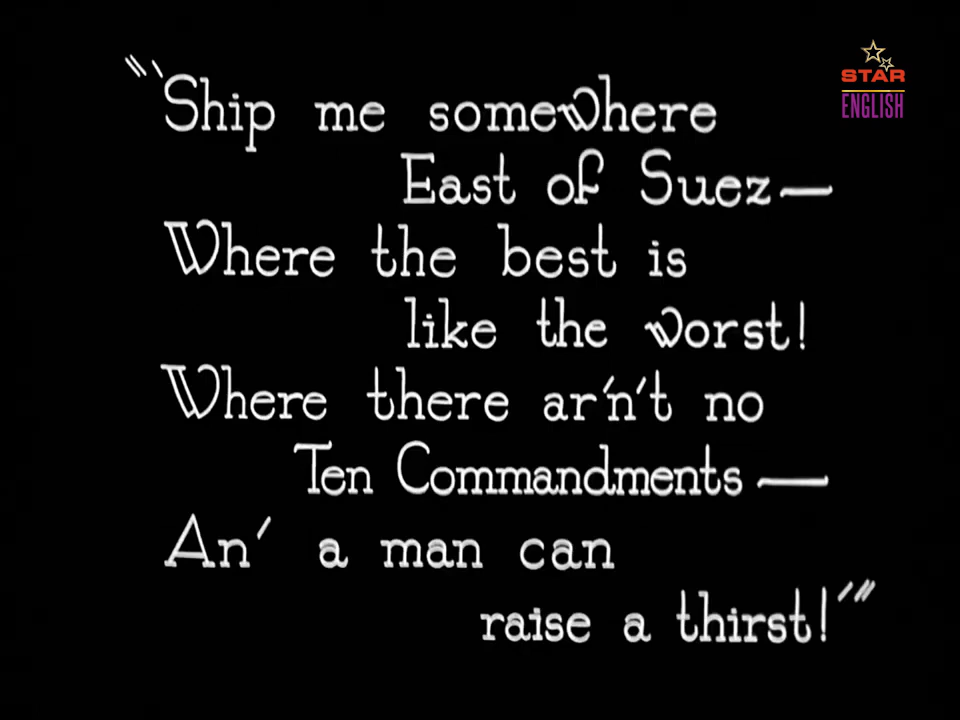 "'Ship me somewhere
East of Suez—
Where the best is
like the worst!
Where there ar'n't no
Ten Commandments—
An' a man can
raise a thirst!'"
STAR
ENGLISH